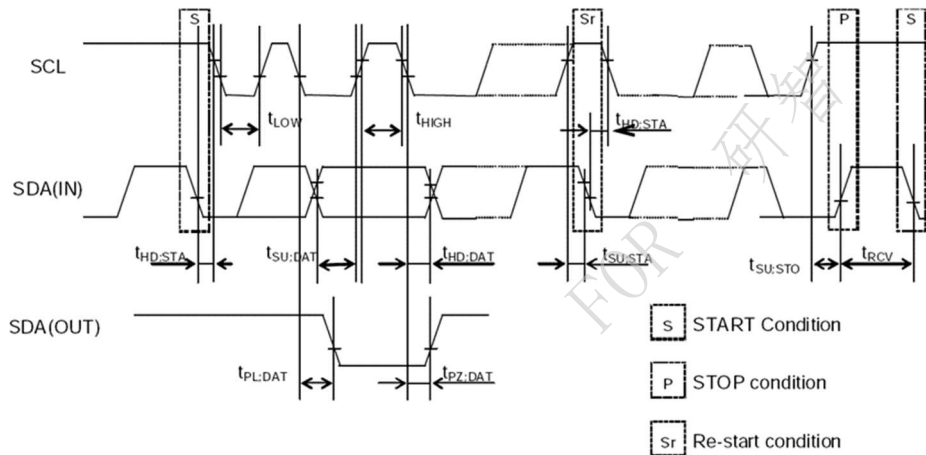 S Sr P S
SCL
tLOW tHIGH tHD:STA
SDA(IN)
tHD:STA tSU:DAT tHD:DAT tSU:STA tSU:STO tRCV
SDA(OUT)
tPL:DAT tPZ:DAT
S START Condition
P STOP condition
Sr Re-start condition
FOR 研智